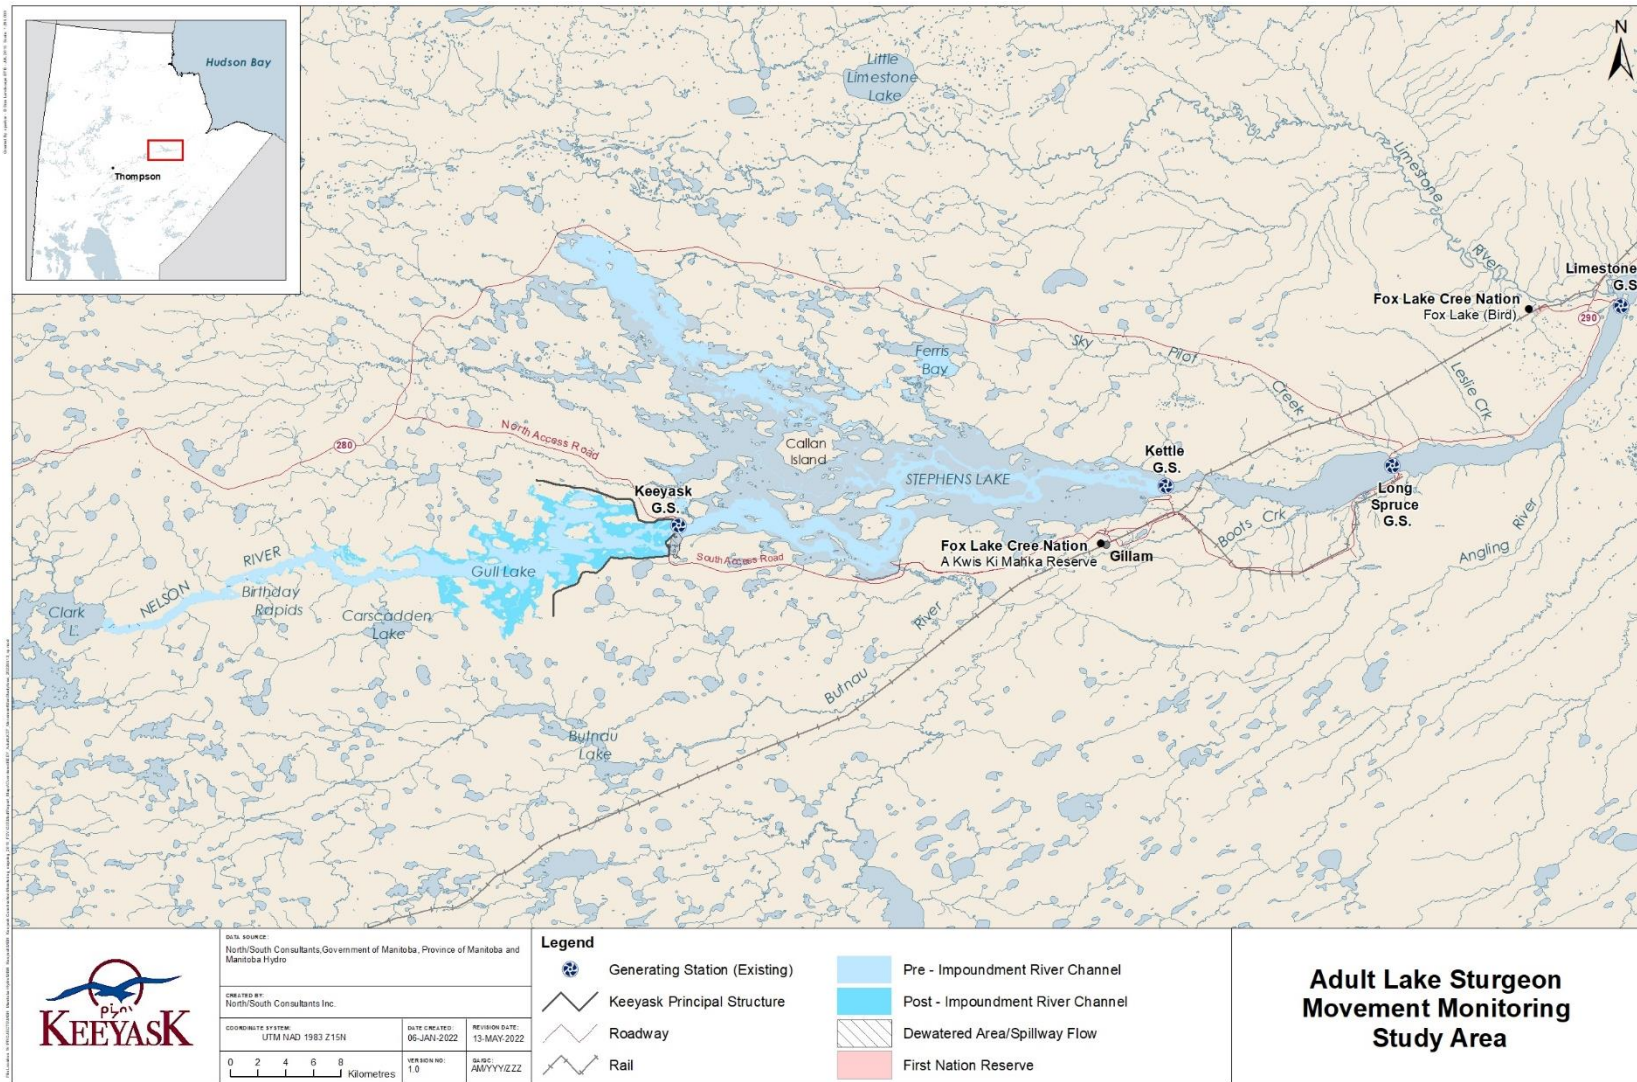 Hudson Bay
Thompson
N
Little
Limestone
Lake
Limestone
River
Limestone
G.S
Fox Lake Cree Nation
Fox Lake (Bird)
290
Sky Pilot Creek
Leslie Crk
Ferris
Bay
North Access Road
280
Callan
Island
Kettle
G.S.
STEPHENS LAKE
Keeyask
G.S.
Long
Spruce
G.S.
Boots Crk
Angling River
Fox Lake Cree Nation
A Kwis Ki Mahka Reserve
Gillam
South Access Road
NELSON RIVER
Gull Lake
Birthday
Rapids
Clark
L.
Carscadden
Lake
Butnau River
Butnau
Lake
KEEYASK
DATA SOURCE:
North/South Consultants,Government of Manitoba, Province of Manitoba and
Manitoba Hydro
CREATED BY:
North/South Consultants Inc.
COORDINATE SYSTEM:
UTM NAD 1983 Z15N
DATE CREATED:
06-JAN-2022
REVISION DATE:
13-MAY-2022
0 2 4 6 8
Kilometres
VERSION NO:
1.0
QA/QC:
AM/YYY/ZZZ
Legend
Generating Station (Existing)
Keeyask Principal Structure
Roadway
Rail
Pre - Impoundment River Channel
Post - Impoundment River Channel
Dewatered Area/Spillway Flow
First Nation Reserve
Adult Lake Sturgeon
Movement Monitoring
Study Area